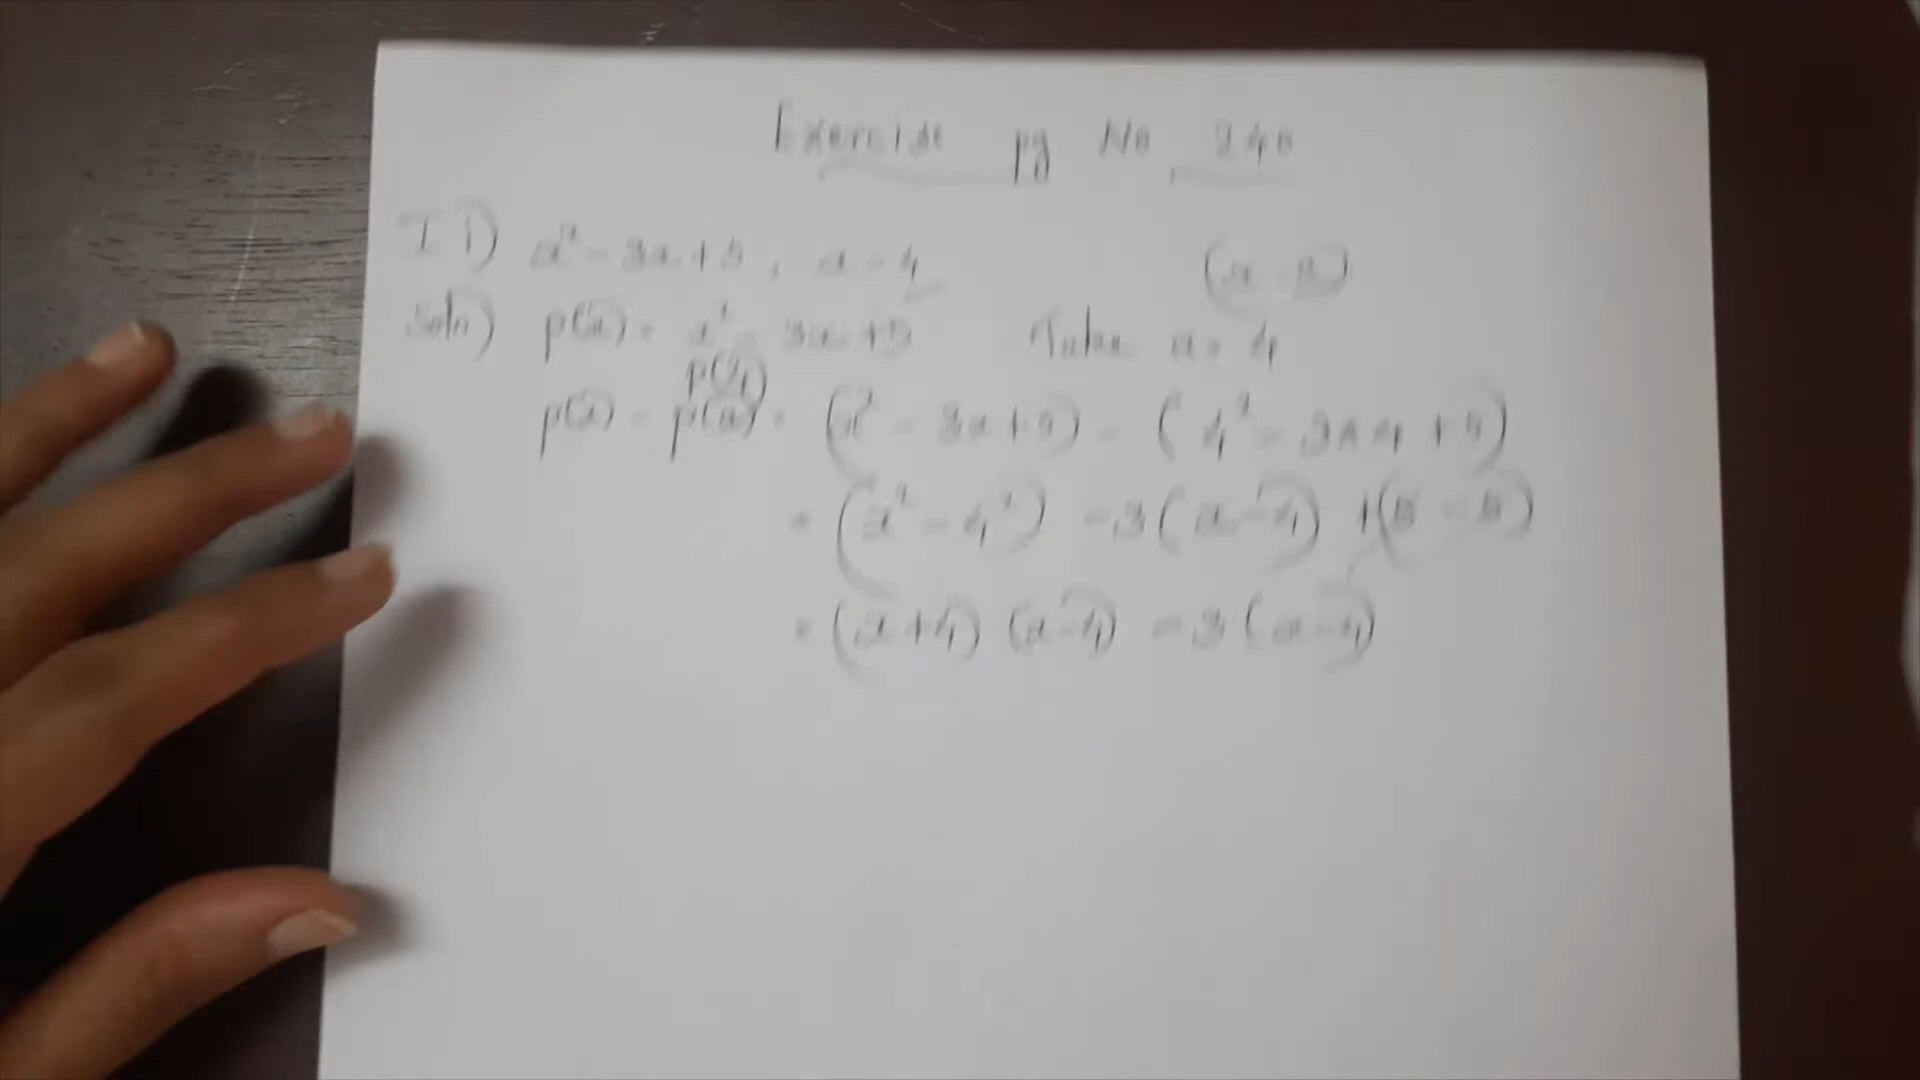 Exercise pg No 240
I 1) x² - 3x + 5 , a = 4 (x - a)
Soln) p(x) = x² - 3x + 5 Take a = 4
p(4)
p(x) - p(a) = (x² - 3x + 5) - (4² - 3×4 + 5)
= (x² - 4²) - 3(x - 4) + (5 - 5)
= (x+4) (x-4) - 3(x-4)